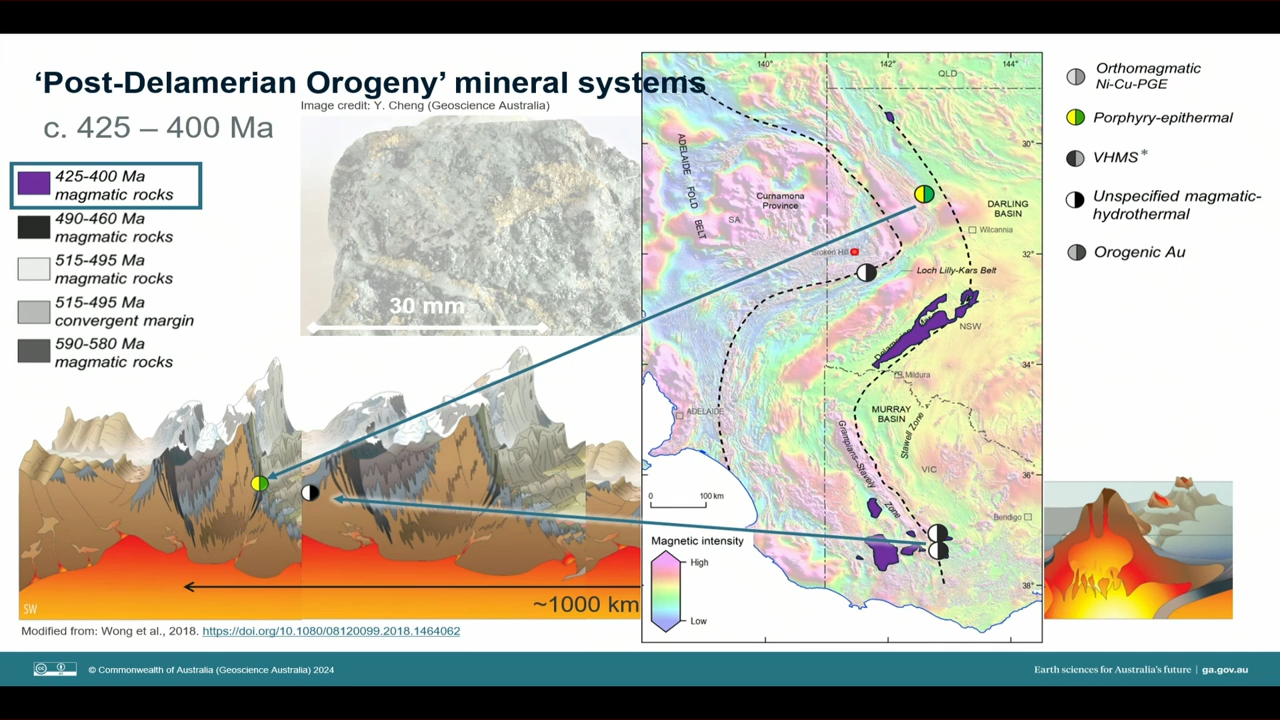 ‘Post-Delamerian Orogeny’ mineral systems
Image credit: Y. Cheng (Geoscience Australia)
c. 425 – 400 Ma
425-400 Ma
magmatic rocks
490-460 Ma
magmatic rocks
515-495 Ma
magmatic rocks
515-495 Ma
convergent margin
590-580 Ma
magmatic rocks
30 mm
SW
~1000 km
Modified from: Wong et al., 2018. https://doi.org/10.1080/08120099.2018.1464062
140°
142°
144°
QLD
30°
ADELAIDE FOLD BELT
Curnamona
Province
SA
DARLING
BASIN
Wilcannia
Broken Hill
32°
Loch Lilly-Kars Belt
NSW
34°
Mildura
ADELAIDE
MURRAY
BASIN
Stawell Zone
Grampians-Stavely Zone
VIC
36°
0
100 km
Bendigo
Magnetic intensity
High
Low
38°
Orthomagmatic
Ni-Cu-PGE
Porphyry-epithermal
VHMS*
Unspecified magmatic-
hydrothermal
Orogenic Au
© Commonwealth of Australia (Geoscience Australia) 2024
Earth sciences for Australia’s future | ga.gov.au